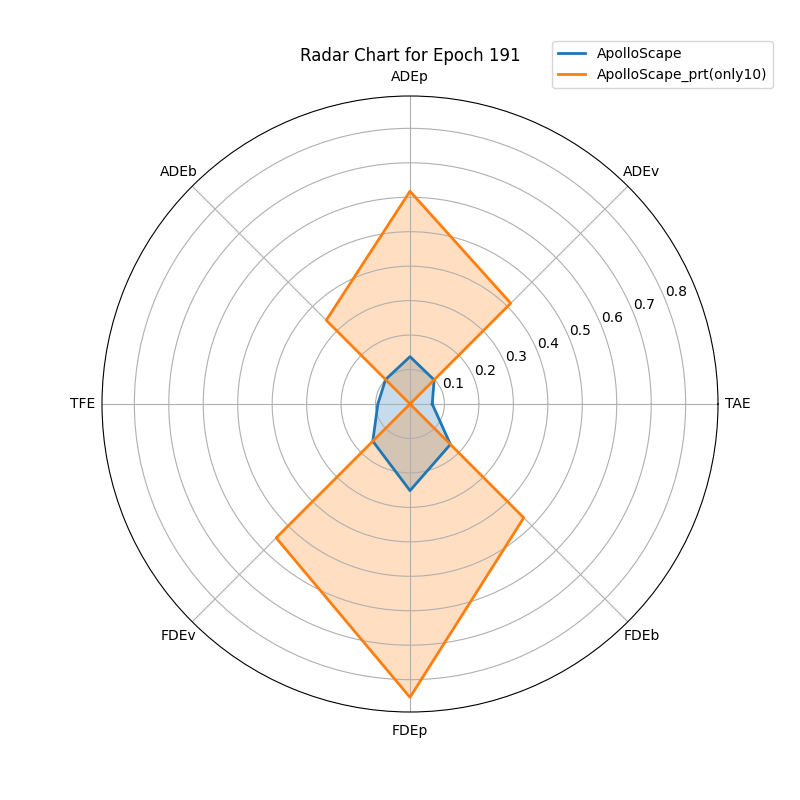 Radar Chart for Epoch 191
ApolloScape
ApolloScape_prt(only10)
ADEp
ADEb
ADEv
0.8
0.7
0.6
0.5
0.4
0.3
0.2
0.1
TFE
TAE
FDEv
FDEb
FDEp